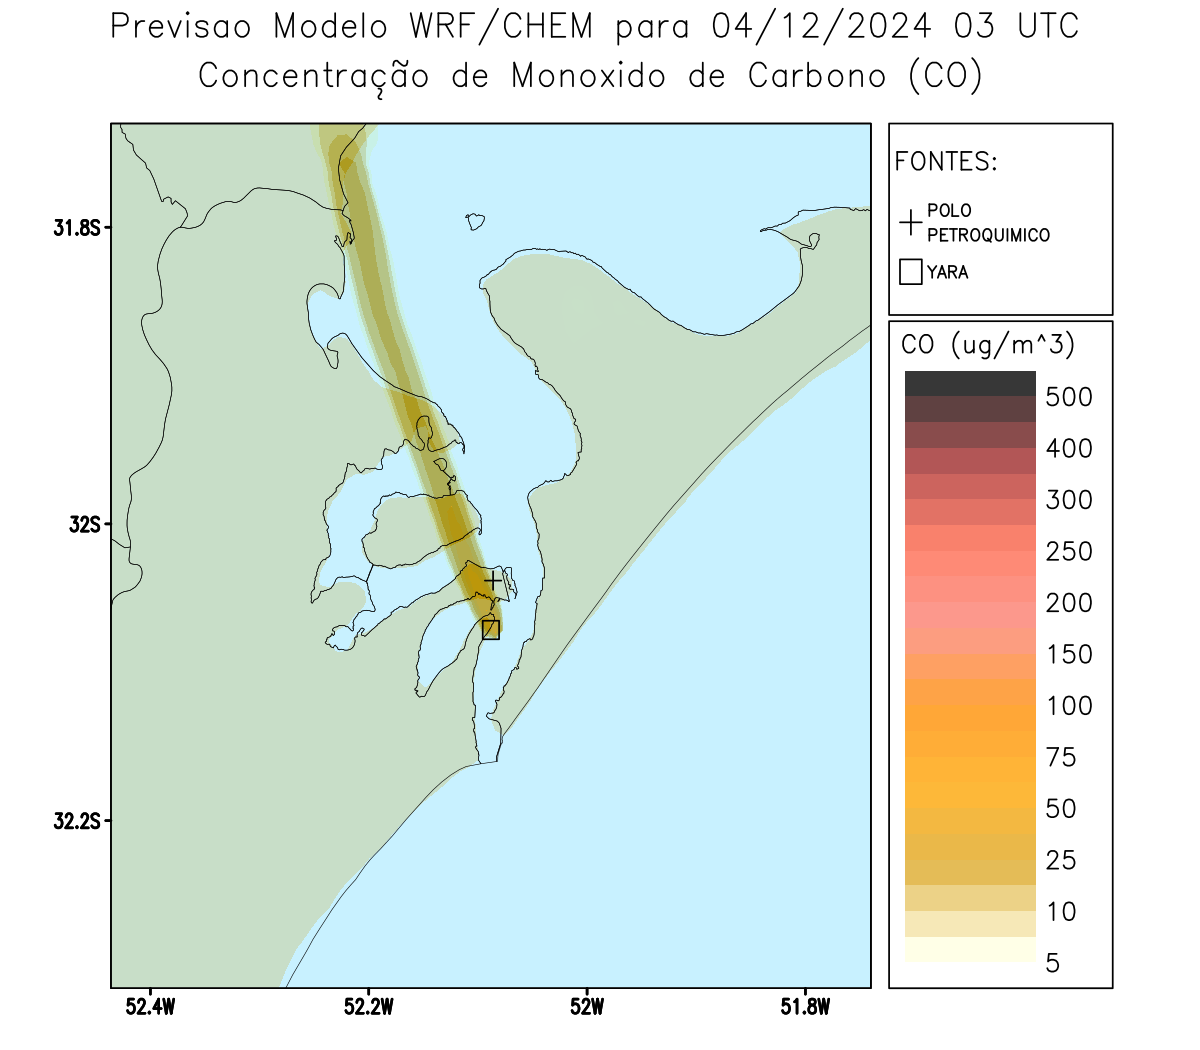 Previsao Modelo WRF/CHEM para 04/12/2024 03 UTC
Concentração de Monoxido de Carbono (CO)
FONTES:
POLO
PETROQUIMICO
YARA
CO (ug/m^3)
500
400
300
250
200
150
100
75
50
25
10
5
31.8S
32S
32.2S
52.4W
52.2W
52W
51.8W